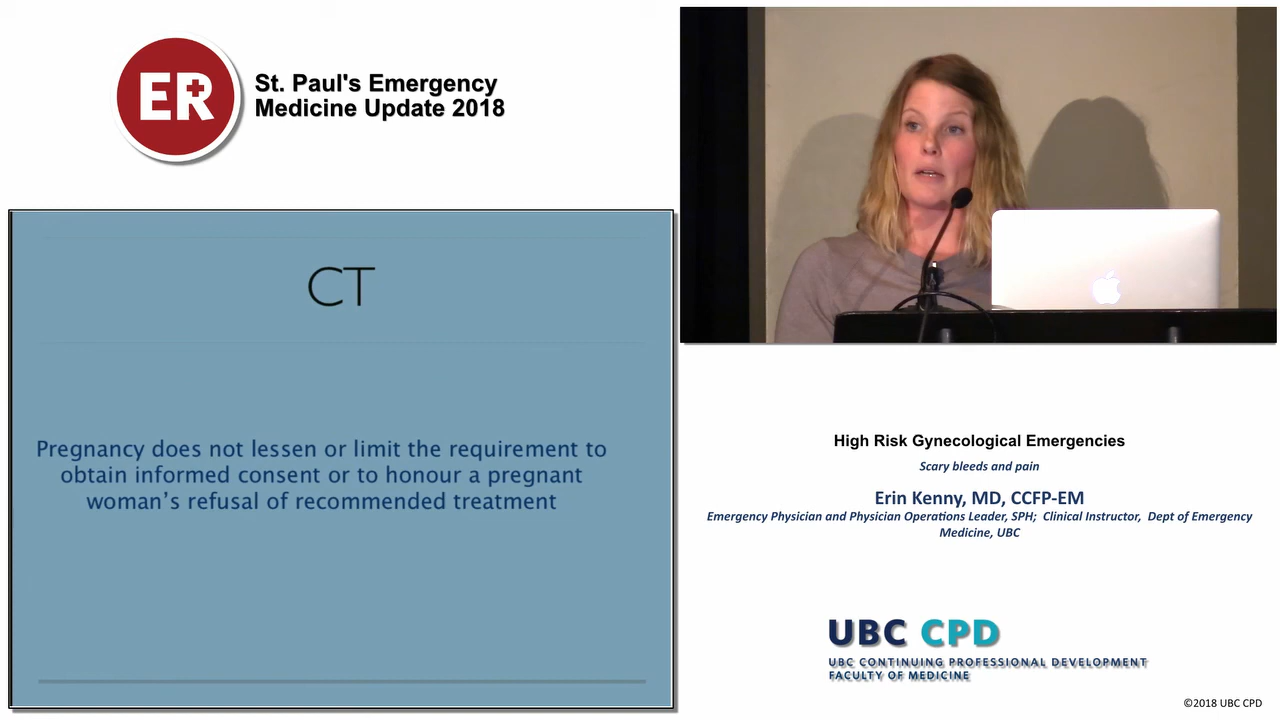 ER
St. Paul's Emergency
Medicine Update 2018
CT
Pregnancy does not lessen or limit the requirement to
obtain informed consent or to honour a pregnant
woman's refusal of recommended treatment
High Risk Gynecological Emergencies
Scary bleeds and pain
Erin Kenny, MD, CCFP-EM
Emergency Physician and Physician Operations Leader, SPH; Clinical Instructor, Dept of Emergency
Medicine, UBC
UBC CPD
UBC CONTINUING PROFESSIONAL DEVELOPMENT
FACULTY OF MEDICINE
©2018 UBC CPD